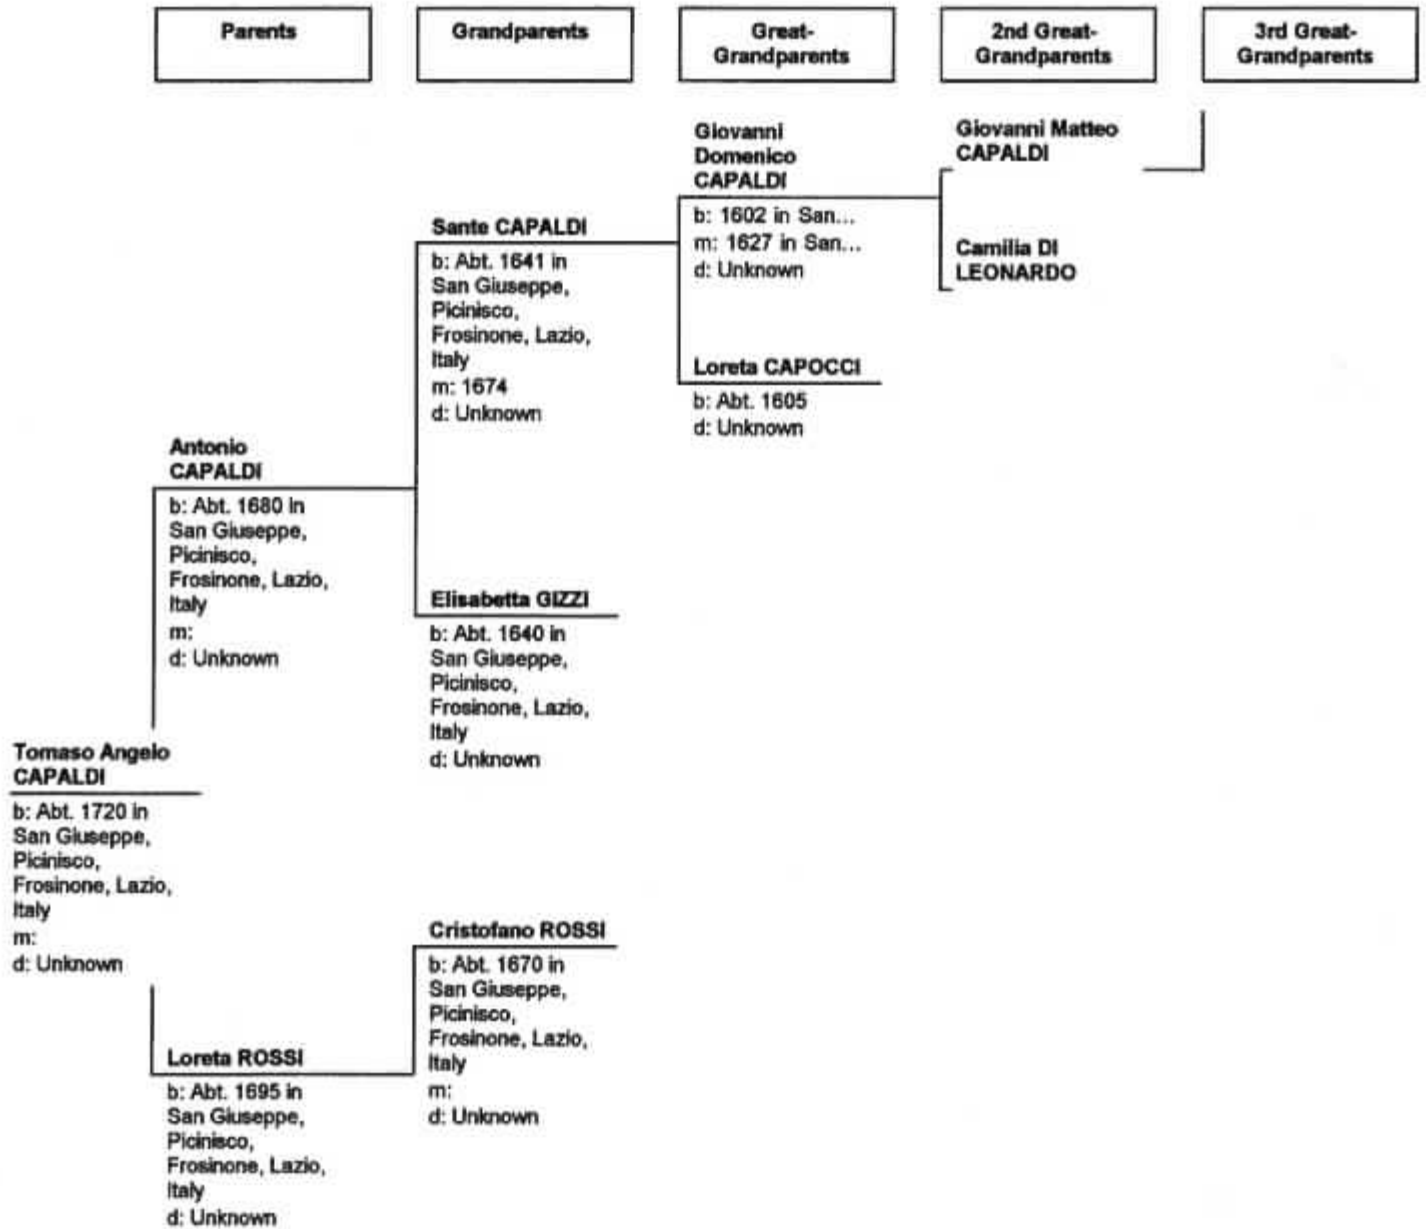 Parents
Grandparents
Great-
Grandparents
2nd Great-
Grandparents
3rd Great-
Grandparents
Giovanni
Domenico
CAPALDI
b: 1602 in San...
m: 1627 in San...
d: Unknown
Giovanni Matteo
CAPALDI
Camilia DI
LEONARDO
Sante CAPALDI
b: Abt. 1641 in
San Giuseppe,
Picinisco,
Frosinone, Lazio,
Italy
m: 1674
d: Unknown
Loreta CAPOCCI
b: Abt. 1605
d: Unknown
Antonio
CAPALDI
b: Abt. 1680 in
San Giuseppe,
Picinisco,
Frosinone, Lazio,
Italy
m:
d: Unknown
Elisabetta GIZZI
b: Abt. 1640 in
San Giuseppe,
Picinisco,
Frosinone, Lazio,
Italy
d: Unknown
Tomaso Angelo
CAPALDI
b: Abt. 1720 in
San Giuseppe,
Picinisco,
Frosinone, Lazio,
Italy
m:
d: Unknown
Cristofano ROSSI
b: Abt. 1670 in
San Giuseppe,
Picinisco,
Frosinone, Lazio,
Italy
m:
d: Unknown
Loreta ROSSI
b: Abt. 1695 in
San Giuseppe,
Picinisco,
Frosinone, Lazio,
Italy
d: Unknown